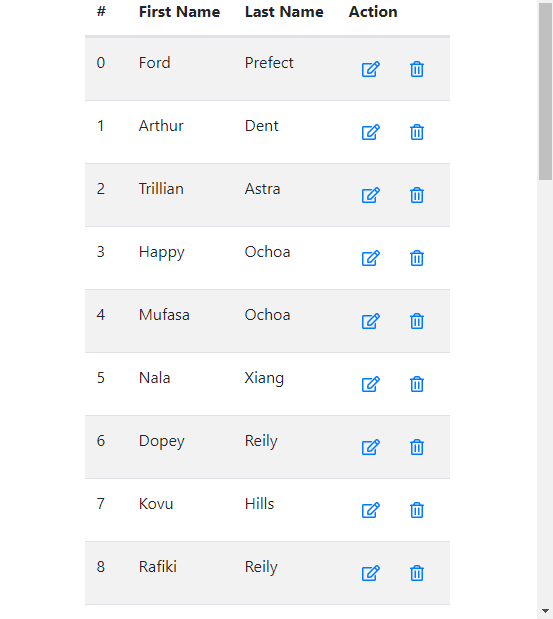 # First Name Last Name Action
0 Ford Prefect
1 Arthur Dent
2 Trillian Astra
3 Happy Ochoa
4 Mufasa Ochoa
5 Nala Xiang
6 Dopey Reily
7 Kovu Hills
8 Rafiki Reily